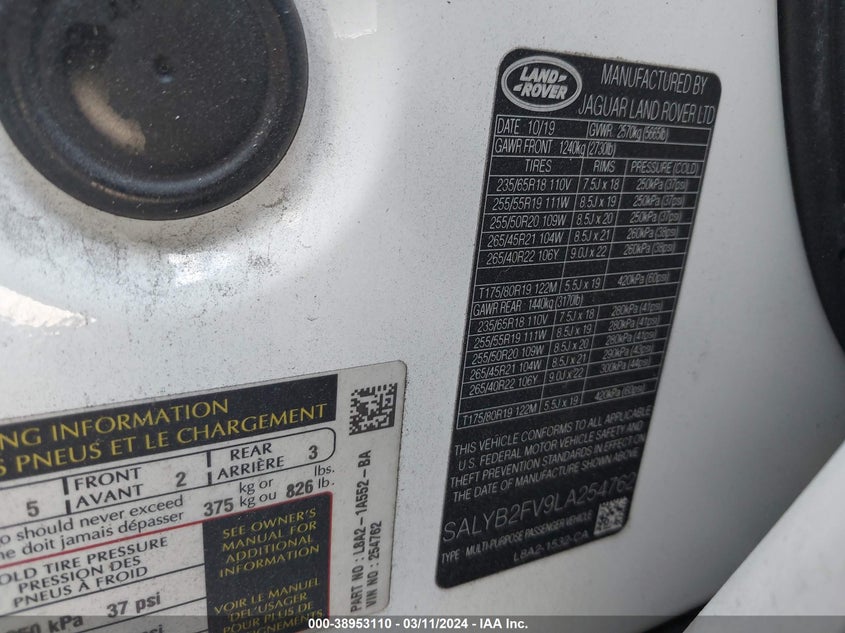 LAND
ROVER
MANUFACTURED BY
JAGUAR LAND ROVER LTD
DATE 10/19 GVWR 2570kg (5665lb)
GAWR FRONT 1240kg (2730lb)
TIRES RIMS PRESSURE (COLD)
235/65R18 110V 7.5J x 18 250kPa (37psi)
255/55R19 111W 8.5J x 19 250kPa (37psi)
255/50R20 109W 8.5J x 20 250kPa (37psi)
265/45R21 104W 8.5J x 21 260kPa (38psi)
265/40R22 106Y 9.0J x 22 260kPa (38psi)
T175/80R19 122M 5.5J x 19 420kPa (60psi)
GAWR REAR 1440kg (3170lb)
235/65R18 110V 7.5J x 18 280kPa (41psi)
255/55R19 111W 8.5J x 19 280kPa (41psi)
255/50R20 109W 8.5J x 20 280kPa (41psi)
265/45R21 104W 8.5J x 21 290kPa (43psi)
265/40R22 106Y 9.0J x 22 300kPa (44psi)
T175/80R19 122M 5.5J x 19 420kPa (60psi)
THIS VEHICLE CONFORMS TO ALL APPLICABLE
U.S. FEDERAL MOTOR VEHICLE SAFETY AND
THEFT PREVENTION STANDARDS IN EFFECT ON
THE DATE OF MANUFACTURE SHOWN ABOVE
SALYB2FV9LA254762
TYPE MULTI-PURPOSE PASSENGER VEHICLE
L8A2-1532-CA
ING INFORMATION
S PNEUS ET LE CHARGEMENT
5 FRONT AVANT 2 REAR ARRIÈRE 3
o should never exceed
ne doit jamais dépasser 375 kg or kg ou 826 lbs. lb.
OLD TIRE PRESSURE
PRESSION DES
PNEUS À FROID
37 psi
SEE OWNER'S
MANUAL FOR
ADDITIONAL
INFORMATION
VOIR LE MANUEL
DE L'USAGER
POUR PLUS DE
RENSEIGNEMENTS
PART NO : L8A2-1A552-BA
VIN NO : 254762
000-38953110 - 03/11/2024 - IAA Inc.